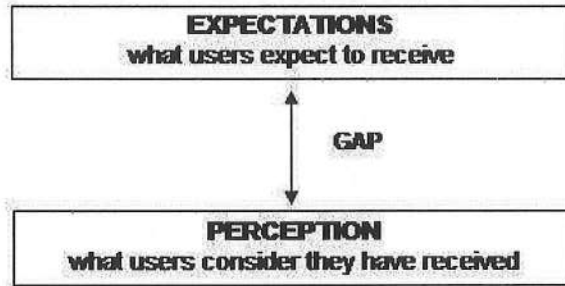 EXPECTATIONS
what users expect to receive
GAP
PERCEPTION
what users consider they have received